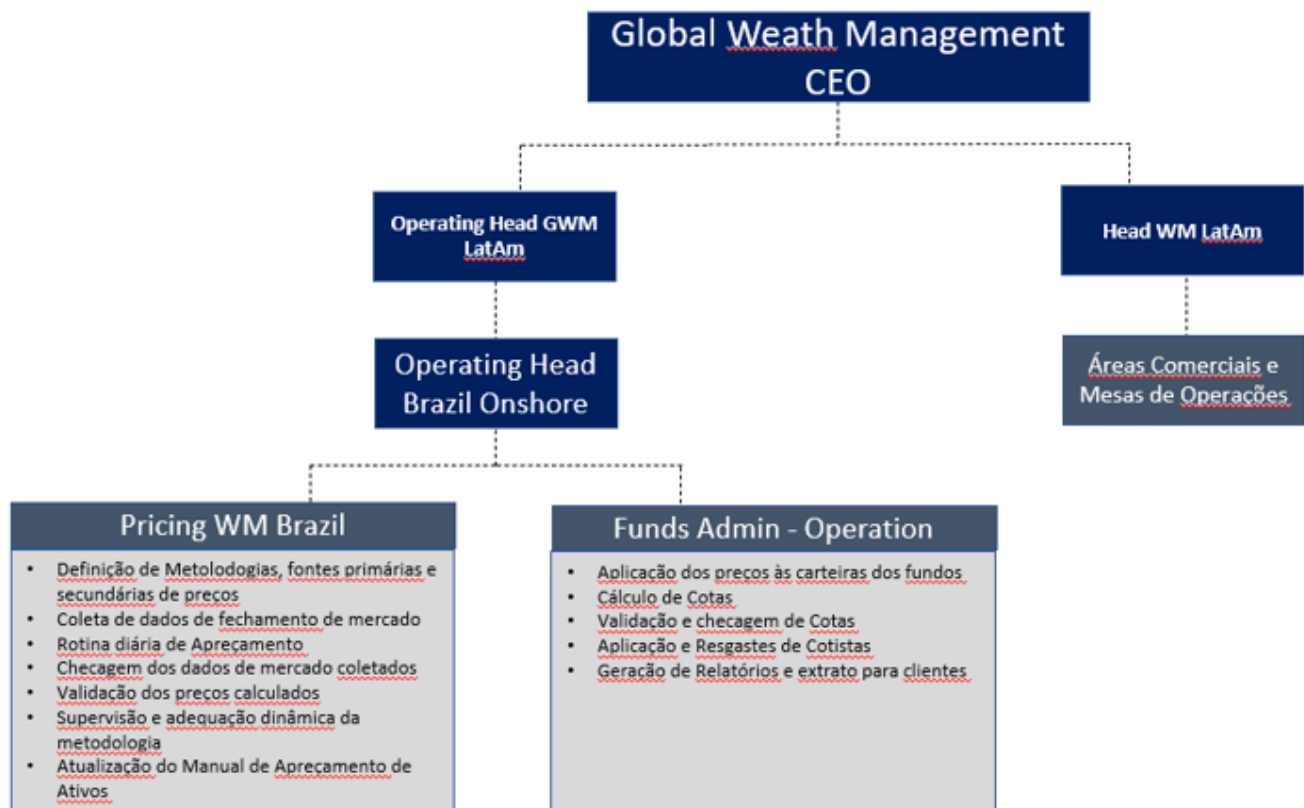 Global Weath Management
CEO
Operating Head GWM
LatAm
Head WM LatAm
Operating Head
Brazil Onshore
Áreas Comerciais e
Mesas de Operações
Pricing WM Brazil
• Definição de Metolodogias, fontes primárias e
secundárias de preços
• Coleta de dados de fechamento de mercado
• Rotina diária de Apreçamento
• Checagem dos dados de mercado coletados
• Validação dos preços calculados
• Supervisão e adequação dinâmica da
metodologia
• Atualização do Manual de Apreçamento de
Ativos
Funds Admin - Operation
• Aplicação dos preços às carteiras dos fundos
• Cálculo de Cotas
• Validação e checagem de Cotas
• Aplicação e Resgastes de Cotistas
• Geração de Relatórios e extrato para clientes